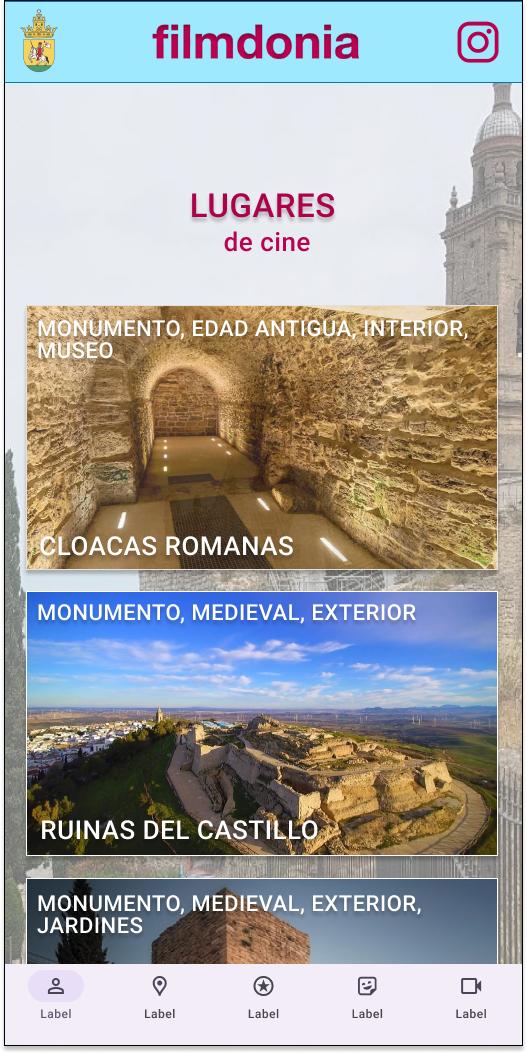 filmdonia
LUGARES
de cine
MONUMENTO, EDAD ANTIGUA, INTERIOR,
MUSEO
CLOACAS ROMANAS
MONUMENTO, MEDIEVAL, EXTERIOR
RUINAS DEL CASTILLO
MONUMENTO, MEDIEVAL, EXTERIOR,
JARDINES
Label
Label
Label
Label
Label